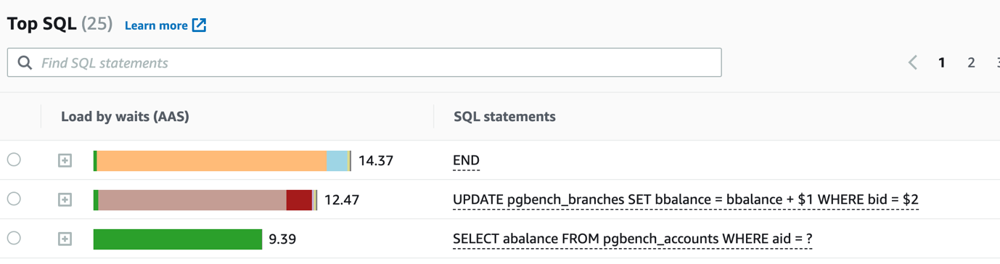 Top SQL (25) Learn more
Find SQL statements
1 2
Load by waits (AAS) SQL statements
14.37 END
12.47 UPDATE pgbench_branches SET bbalance = bbalance + $1 WHERE bid = $2
9.39 SELECT abalance FROM pgbench_accounts WHERE aid = ?